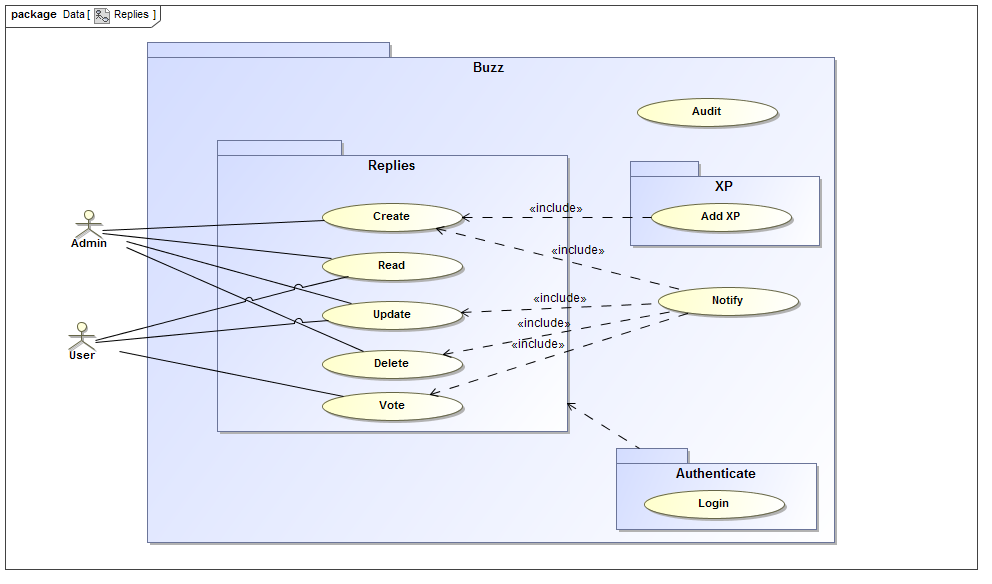 package Data [ Replies ]
Buzz
Audit
Replies
XP
Create
«include»
Add XP
Admin
«include»
Read
«include»
Notify
Update
«include»
User
«include»
Delete
Vote
Authenticate
Login